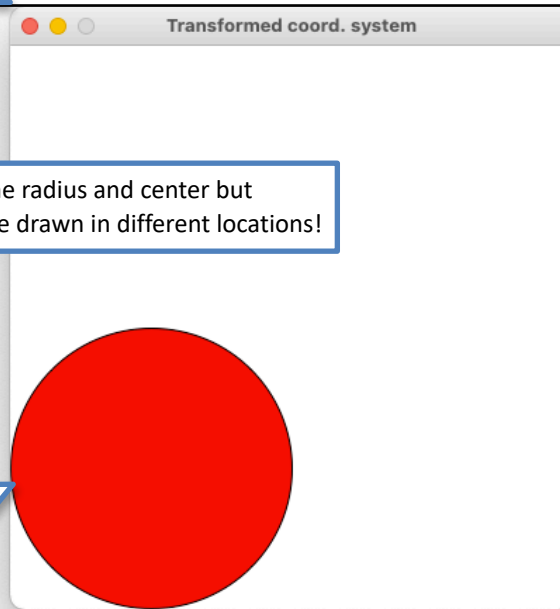 Transformed coord. system
radius and center but
drawn in different locations!